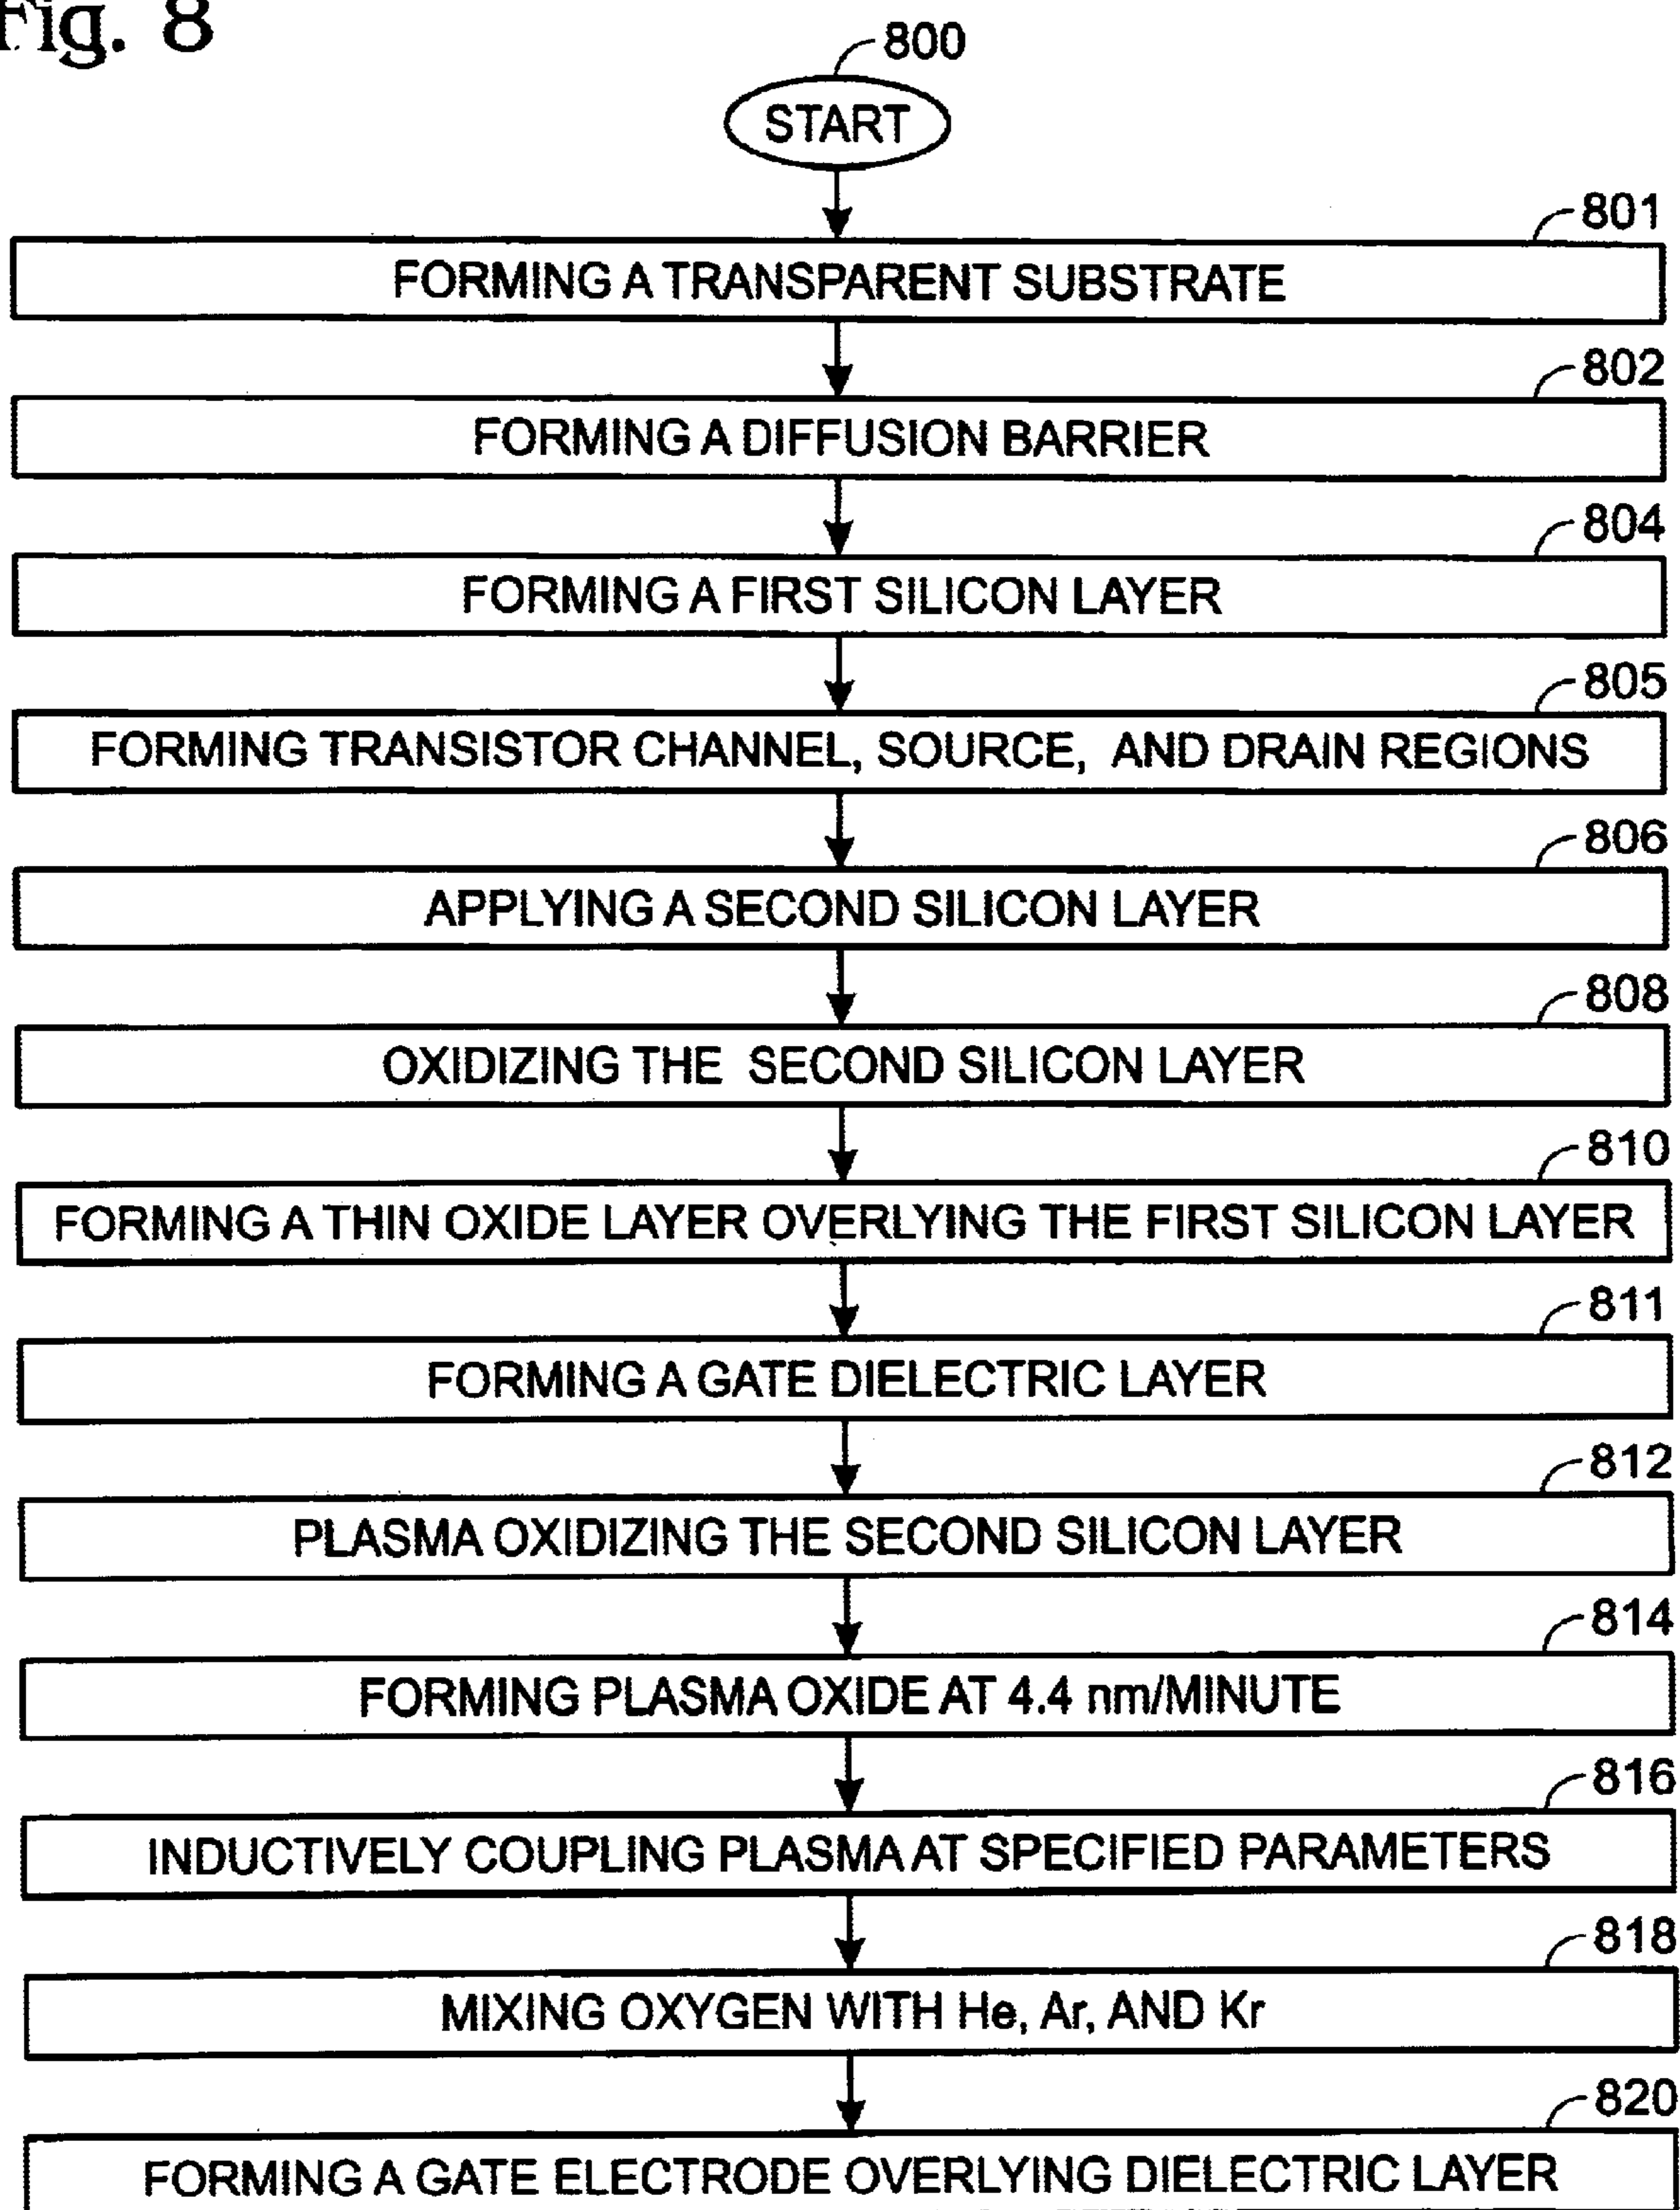 Fig. 8
800
START
801
FORMING A TRANSPARENT SUBSTRATE
802
FORMING A DIFFUSION BARRIER
804
FORMING A FIRST SILICON LAYER
805
FORMING TRANSISTOR CHANNEL, SOURCE, AND DRAIN REGIONS
806
APPLYING A SECOND SILICON LAYER
808
OXIDIZING THE SECOND SILICON LAYER
810
FORMING A THIN OXIDE LAYER OVERLYING THE FIRST SILICON LAYER
811
FORMING A GATE DIELECTRIC LAYER
812
PLASMA OXIDIZING THE SECOND SILICON LAYER
814
FORMING PLASMA OXIDE AT 4.4 nm/MINUTE
816
INDUCTIVELY COUPLING PLASMA AT SPECIFIED PARAMETERS
818
MIXING OXYGEN WITH He, Ar, AND Kr
820
FORMING A GATE ELECTRODE OVERLYING DIELECTRIC LAYER